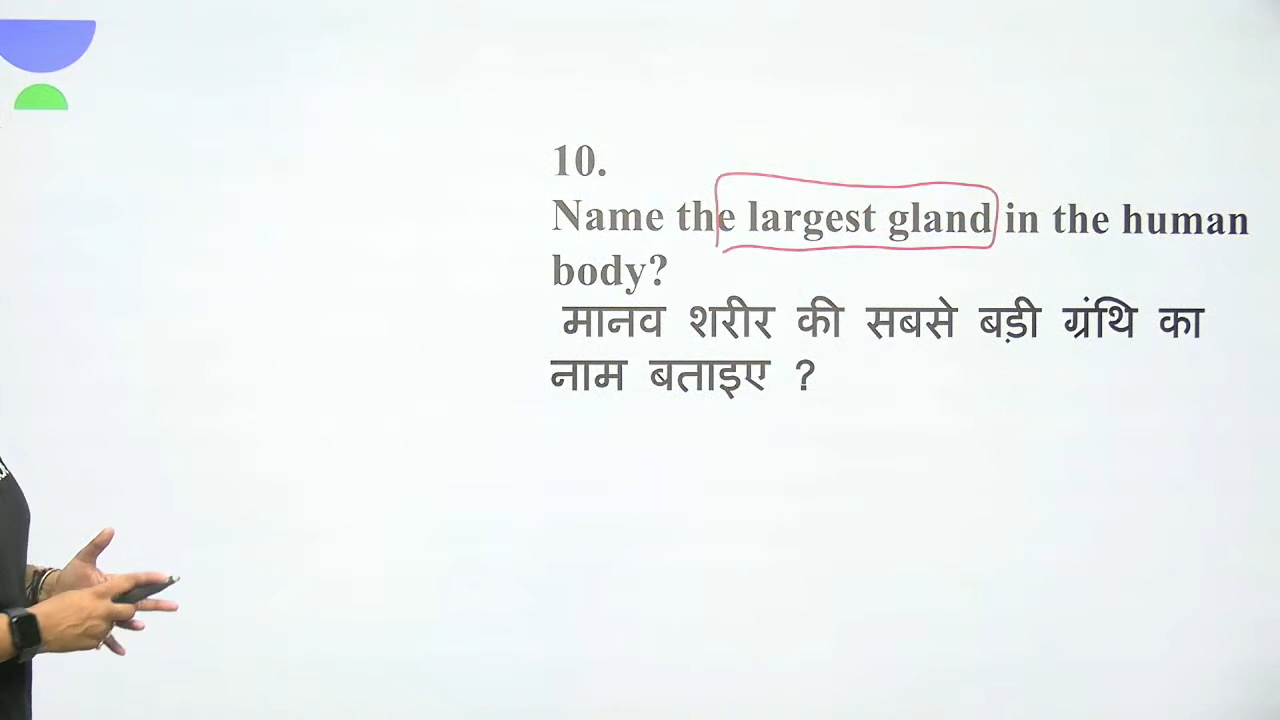 10.
Name the largest gland in the human
body?
मानव शरीर की सबसे बड़ी ग्रंथि का
नाम बताइए ?